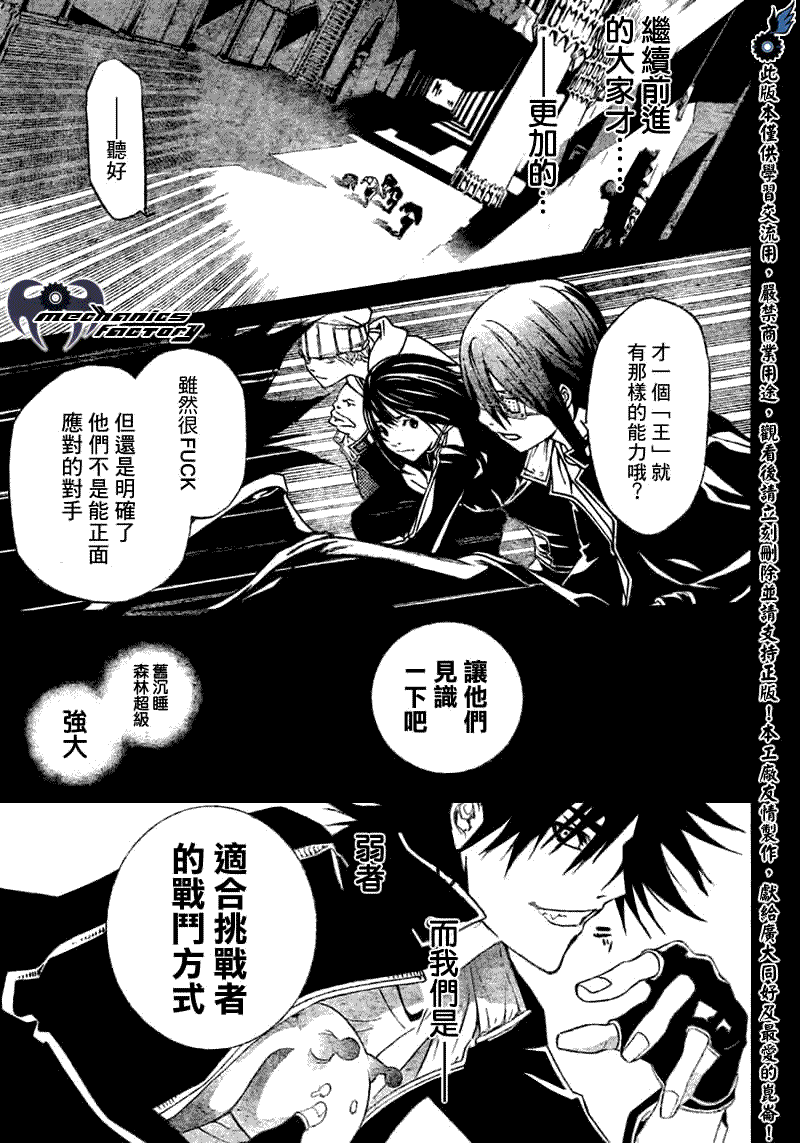 繼續前進
的大家才……
——更加的…
——聽好
才一個「王」就
有那樣的能力哦？
雖然很FUCK
但還是明確了
他們不是能正面
應對的對手
讓他們
見識
一下吧
舊沉睡
森林超級
強大
弱者
而我們是——
適合挑戰者
的戰鬥方式
mechanics
factory
此版本僅供學習交流用，嚴禁商業用途，觀看後請立刻刪除並請支持正版！本工廠友情製作，獻給廣大同好及最愛的崑崙！